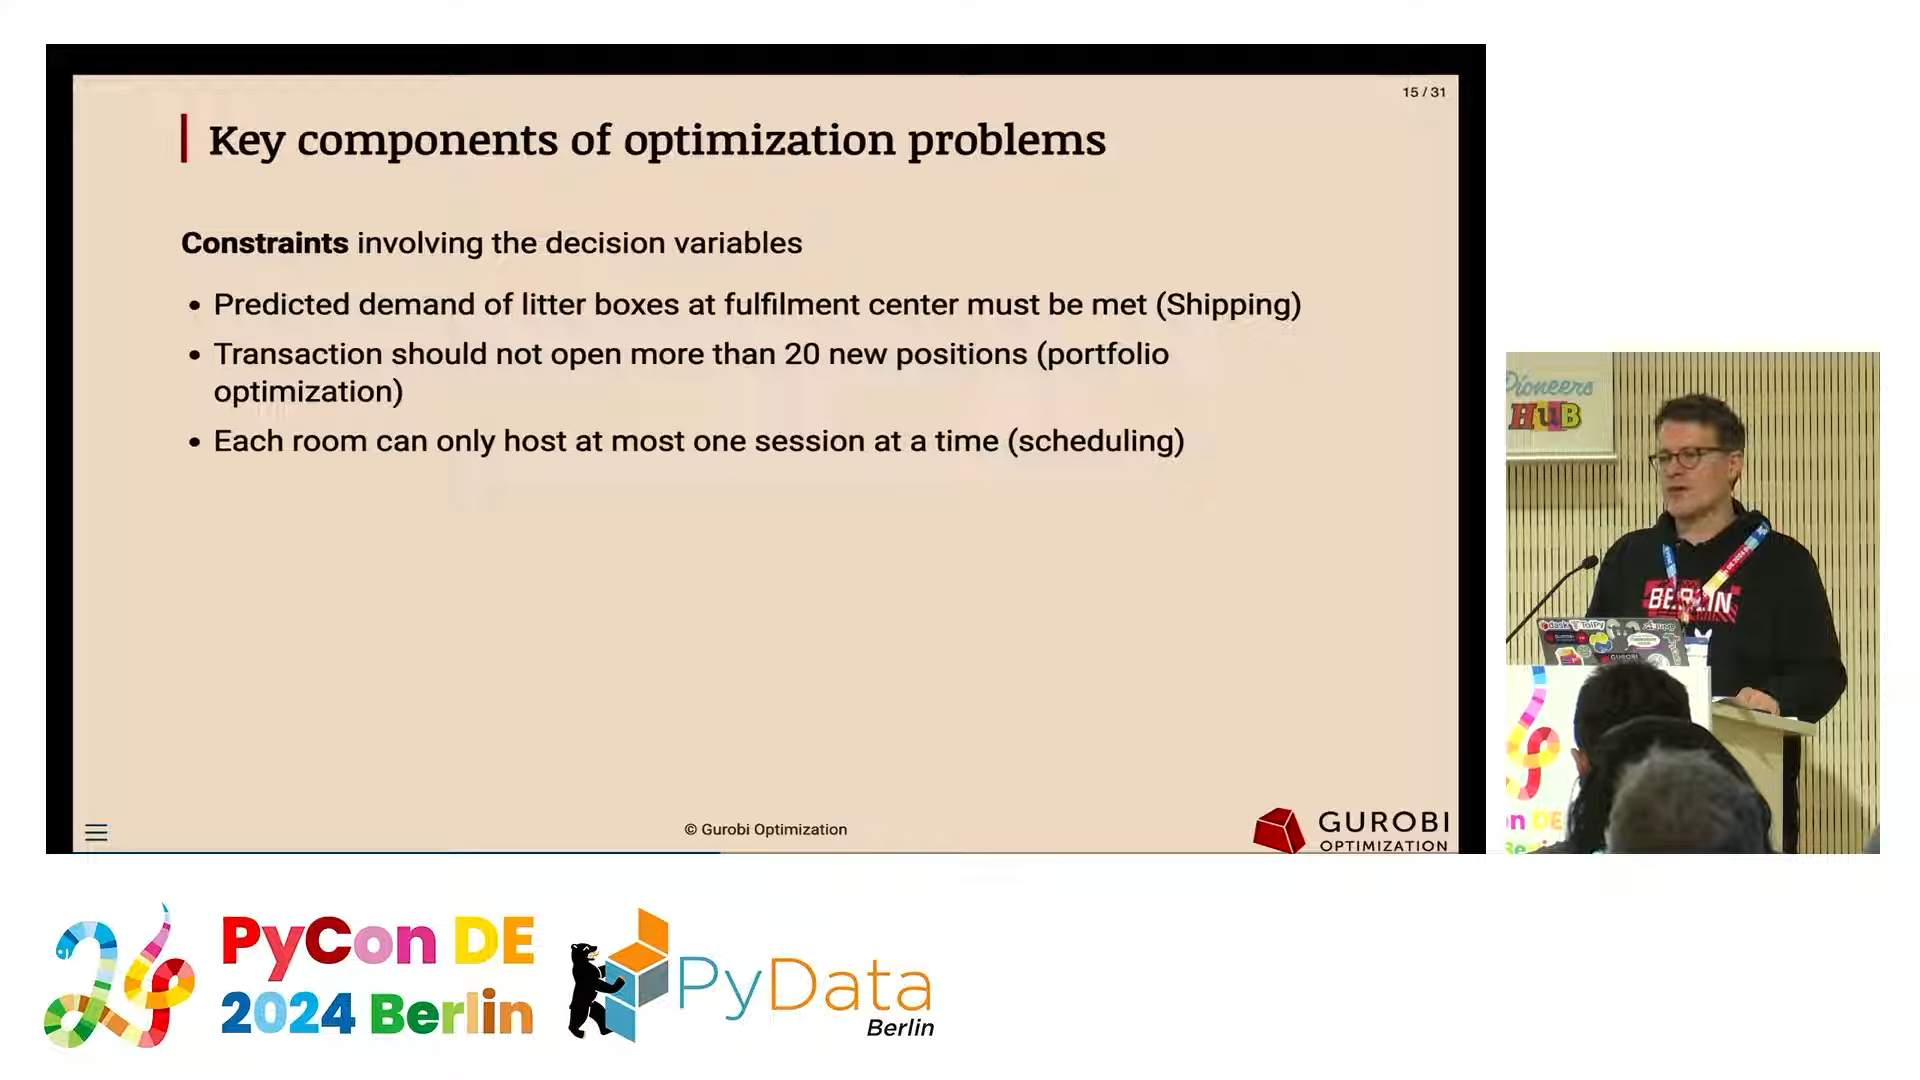 15 / 31
Key components of optimization problems
Constraints involving the decision variables
• Predicted demand of litter boxes at fulfilment center must be met (Shipping)
• Transaction should not open more than 20 new positions (portfolio
optimization)
• Each room can only host at most one session at a time (scheduling)
© Gurobi Optimization
GUROBI
OPTIMIZATION
Pioneers
HUB
BERLIN
dask
GUROBI
PyCon DE
2024 Berlin
PyData
Berlin